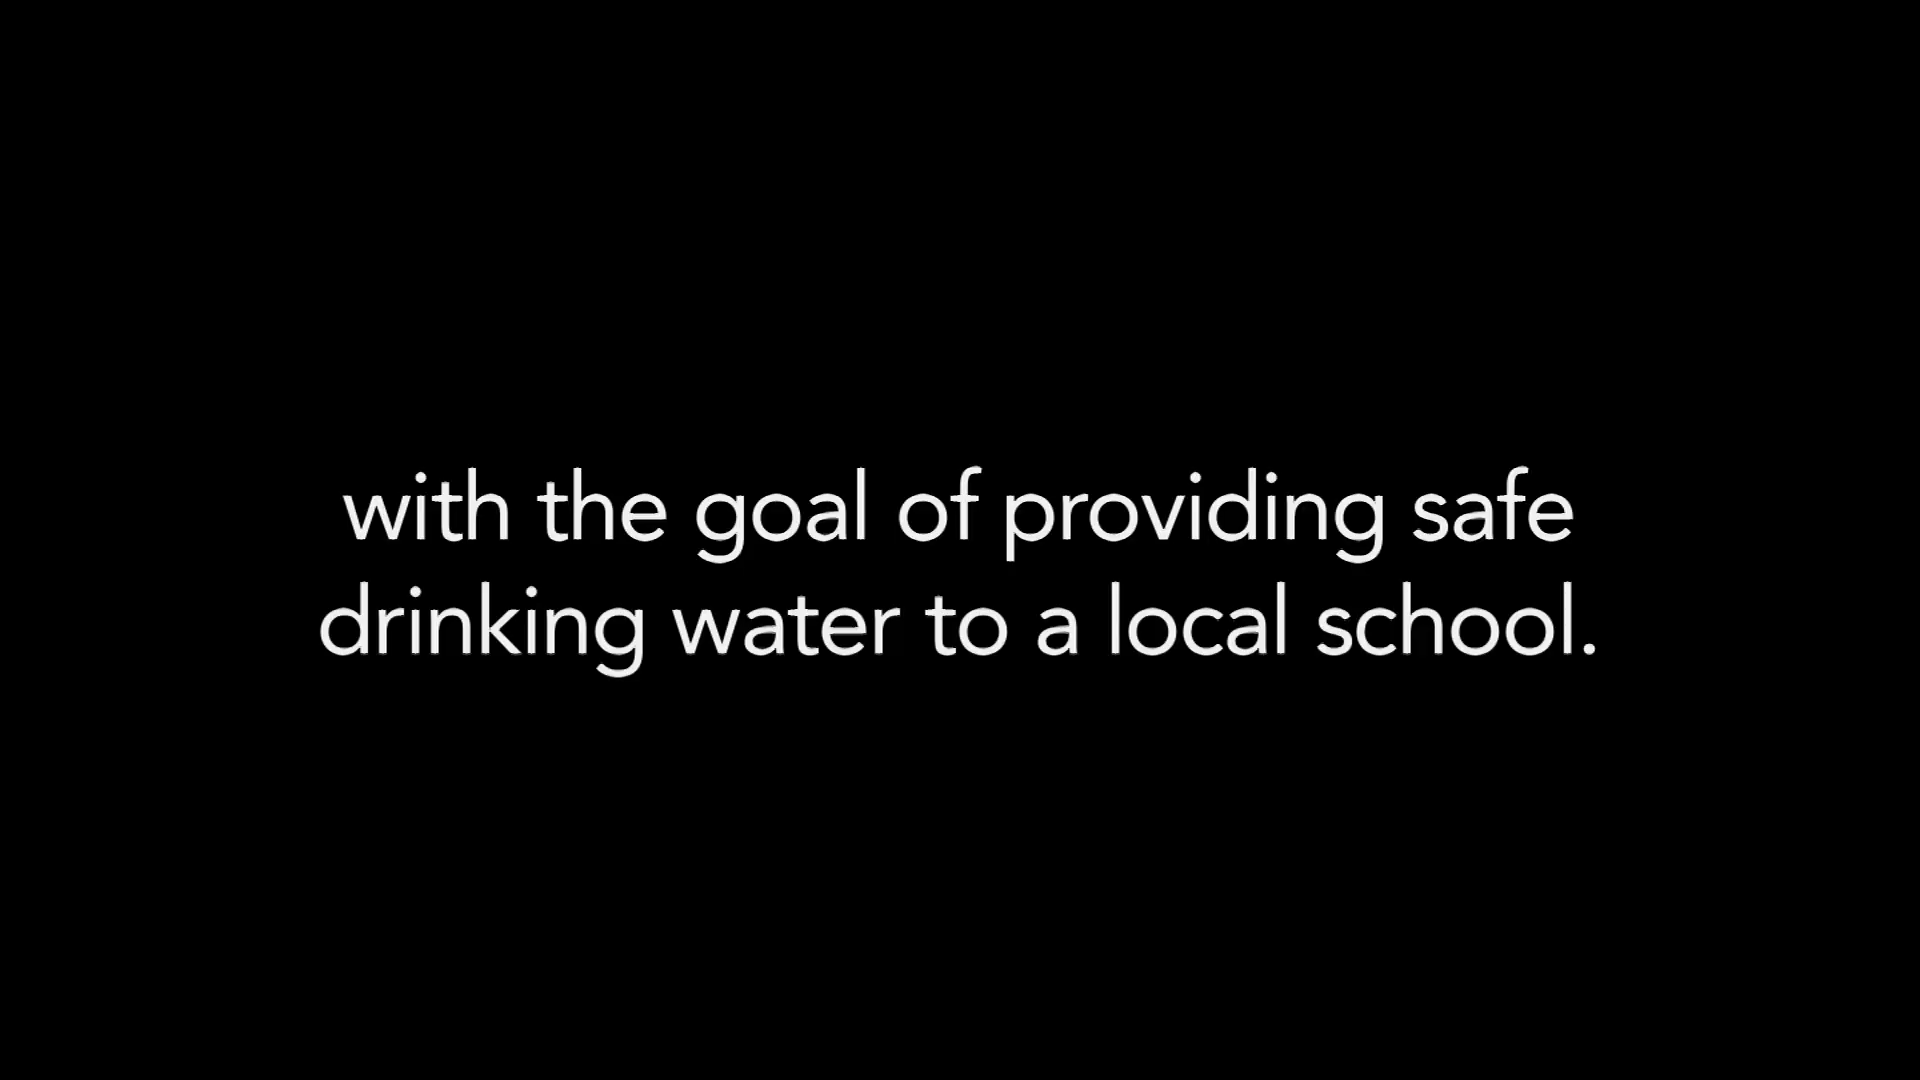 with the goal of providing safe
drinking water to a local school.